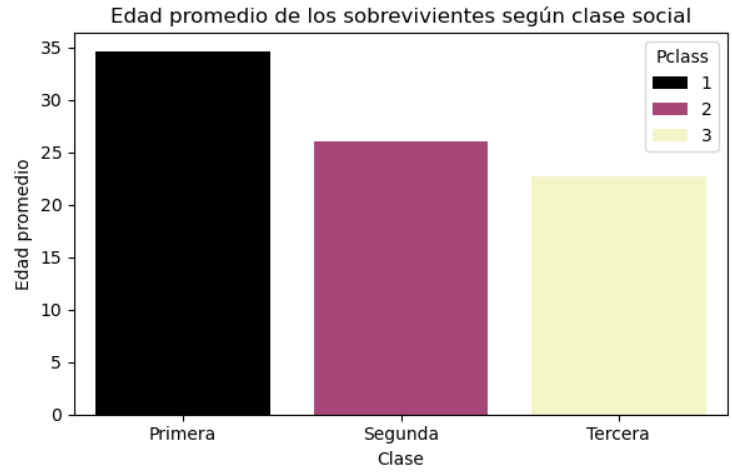 Edad promedio de los sobrevivientes según clase social
35
30
25
20
15
10
5
0
Edad promedio
Pclass
1
2
3
Primera
Segunda
Tercera
Clase